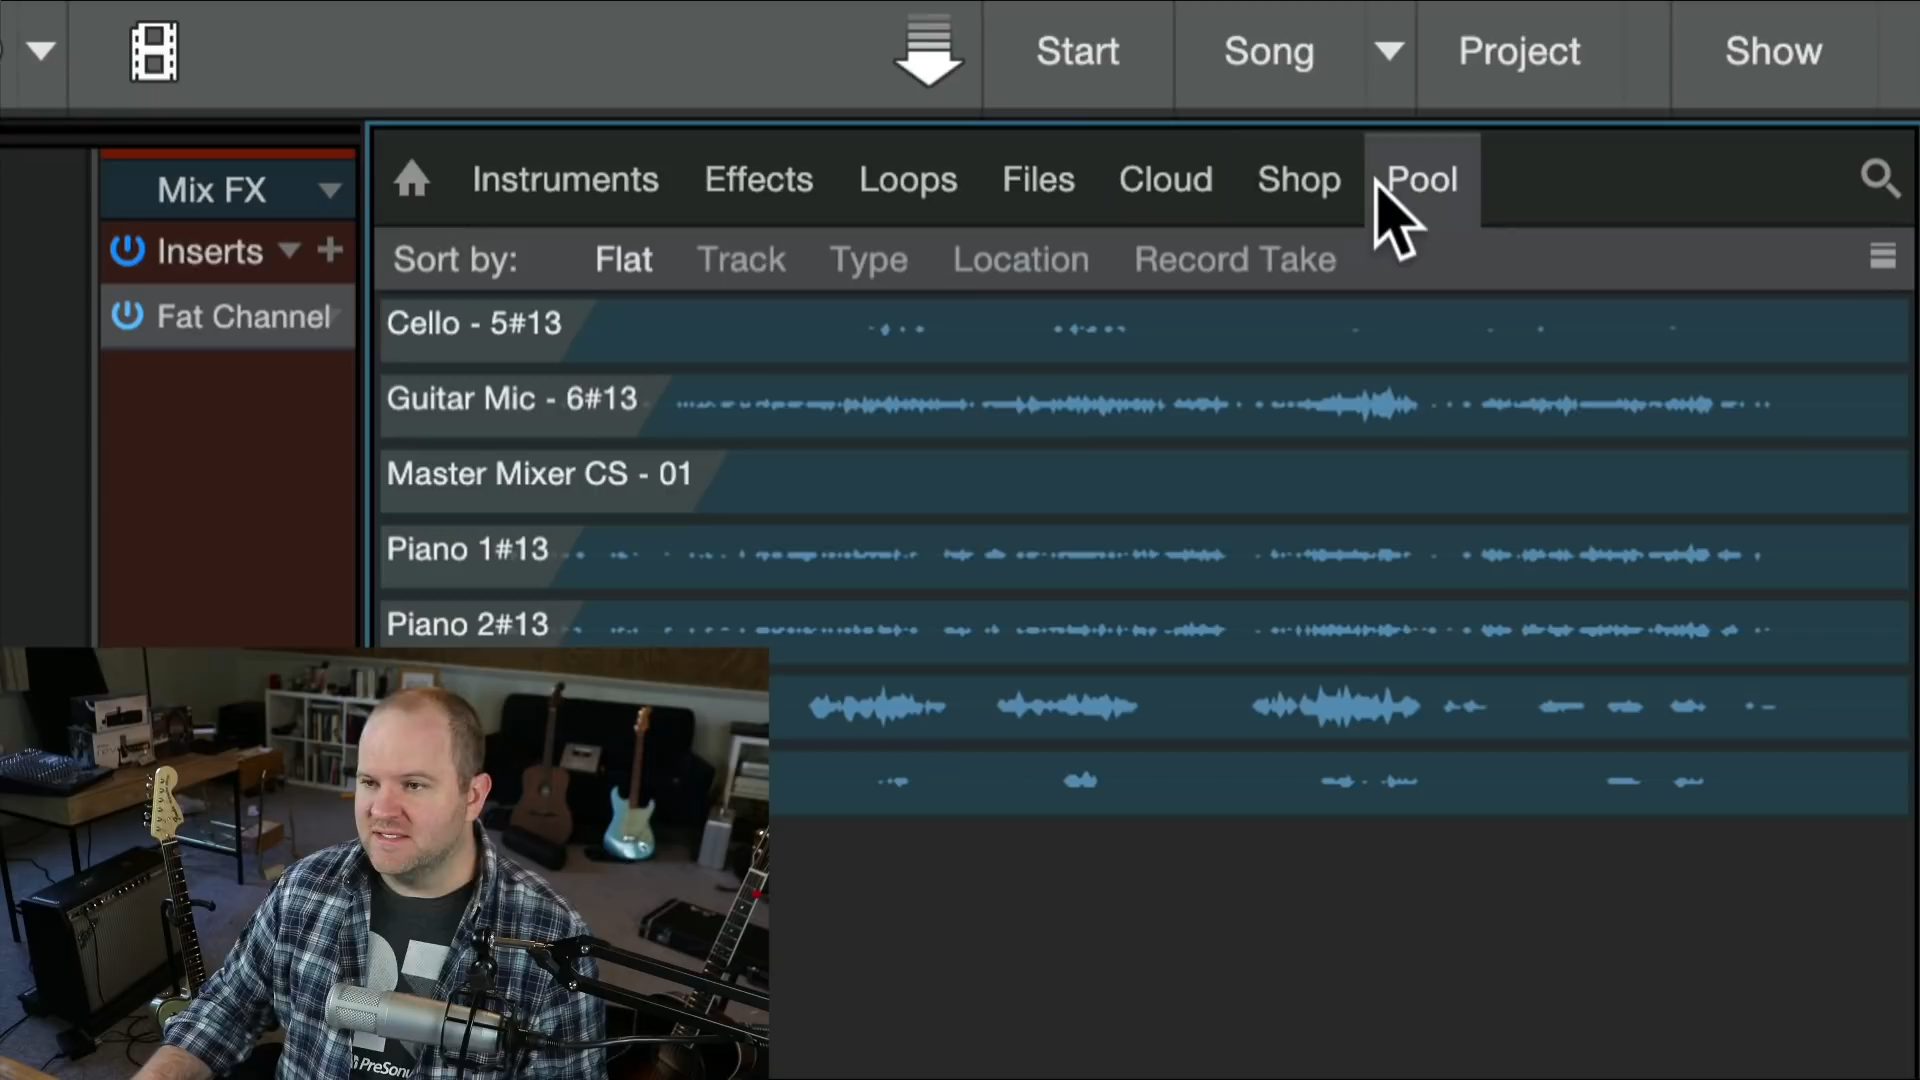 Start Song Project Show
Instruments Effects Loops Files Cloud Shop Pool
Mix FX
Sort by: Flat Track Type Location Record Take
Inserts
Fat Channel
Cello - 5#13
Guitar Mic - 6#13
Master Mixer CS - 01
Piano 1#13
Piano 2#13
PreSonu